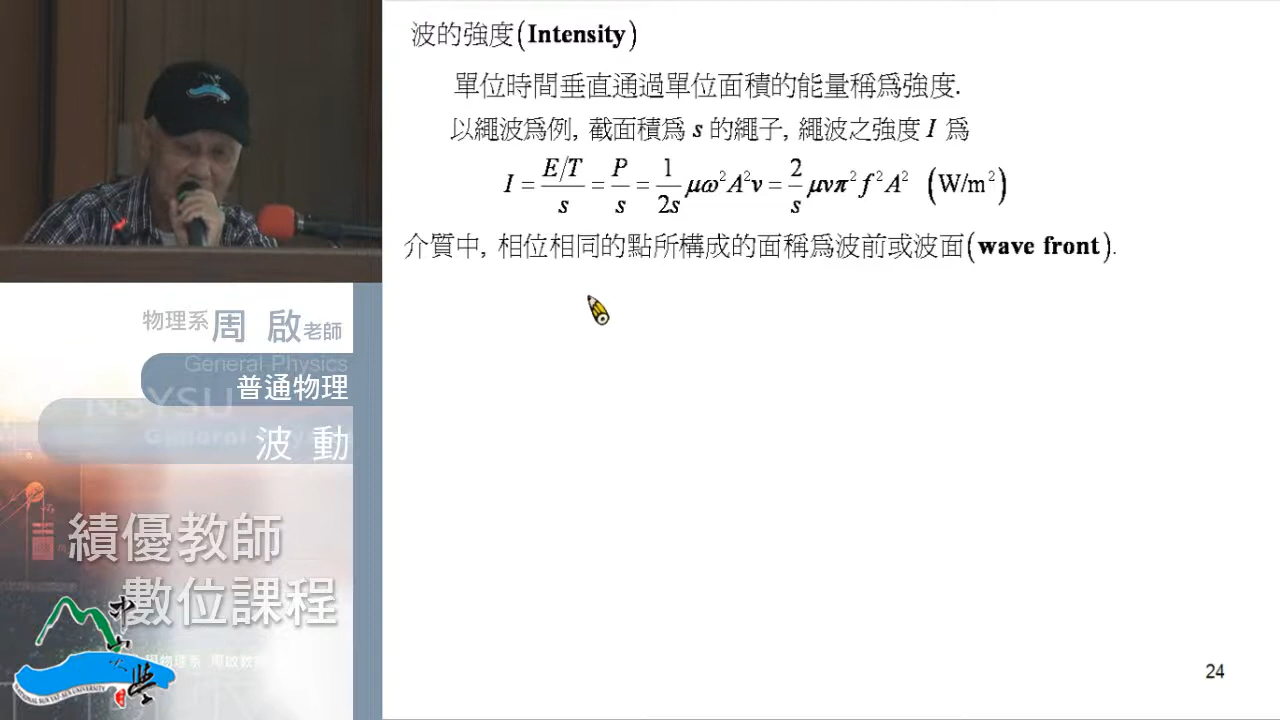 波的強度(Intensity)
單位時間垂直通過單位面積的能量稱爲強度.
以繩波爲例, 截面積爲 s 的繩子, 繩波之強度 I 爲
I = \frac{E/T}{s} = \frac{P}{s} = \frac{1}{2s} μω²A²v = \frac{2}{s} μvπ²f²A² (W/m²)
介質中, 相位相同的點所構成的面稱爲波前或波面(wave front).
24
物理系 周 啟 老師
General Physics
普通物理
NSYSU
波 動
績優教師
數位課程